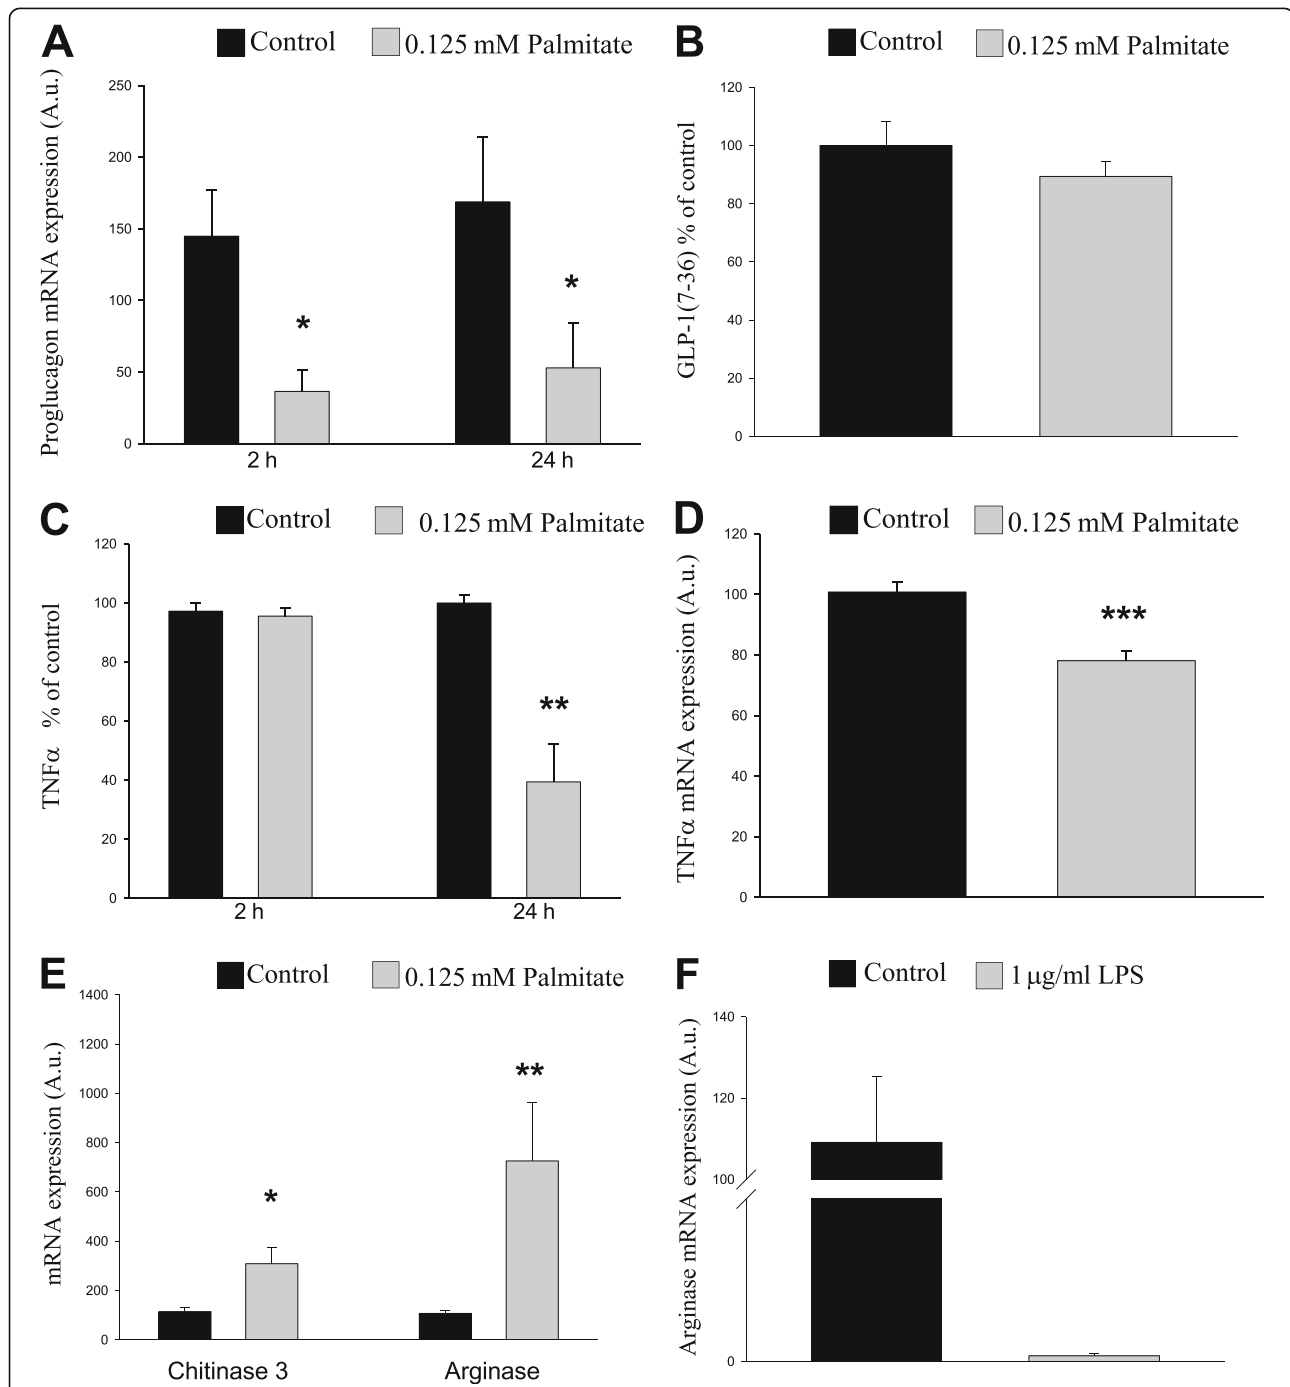 A
Control
0.125 mM Palmitate
Proglucagon mRNA expression (A.u.)
250
200
150
100
50
0
*
*
2 h
24 h
B
Control
0.125 mM Palmitate
GLP-1(7-36) % of control
120
100
80
60
40
20
0
C
Control
0.125 mM Palmitate
TNFα % of control
120
100
80
60
40
20
0
**
2 h
24 h
D
Control
0.125 mM Palmitate
TNFα mRNA expression (A.u.)
120
100
80
60
40
20
0
***
E
Control
0.125 mM Palmitate
mRNA expression (A.u.)
1400
1200
1000
800
600
400
200
0
*
**
Chitinase 3
Arginase
F
Control
1 µg/ml LPS
Arginase mRNA expression (A.u.)
140
120
100
0